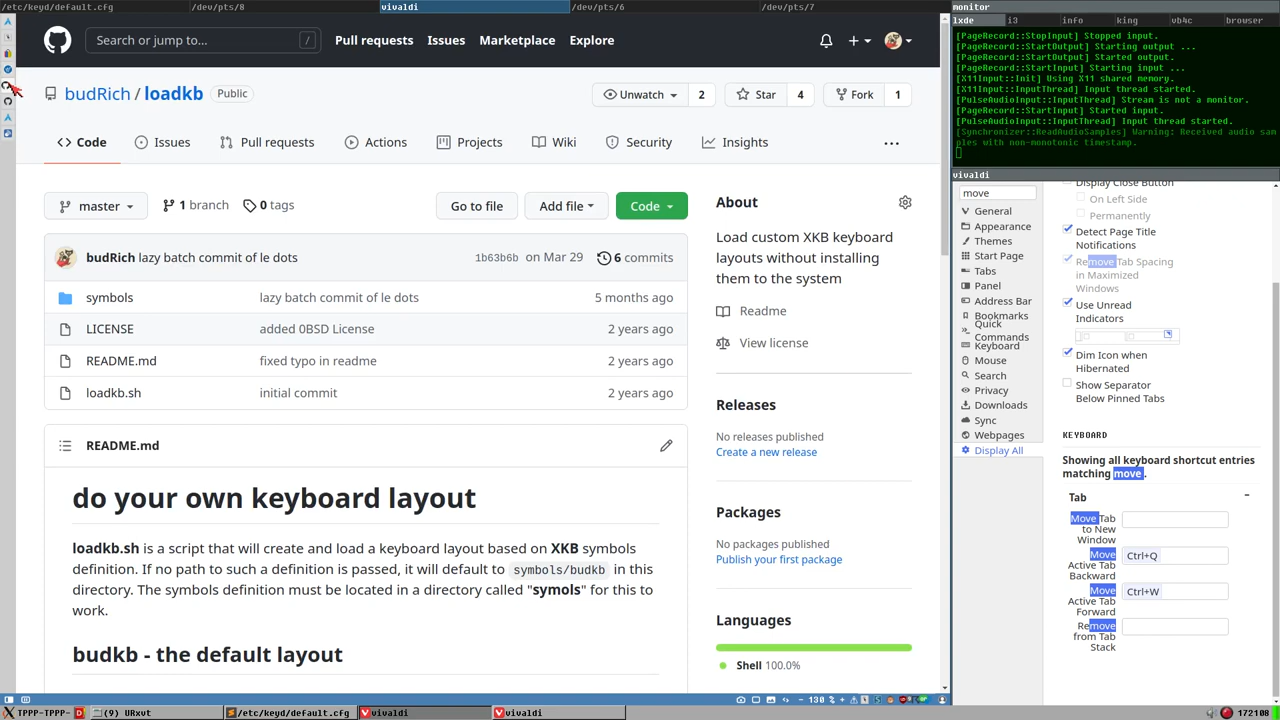 /etc/keyd/default.cfg
/dev/pts/8
vivaldi
/dev/pts/6
/dev/pts/7
monitor
lxde
i3
info
king
vb4c
browser
[PageRecord::StopInput] Stopped input.
[PageRecord::StartOutput] Starting output ...
[PageRecord::StartOutput] Started output.
[PageRecord::StartInput] Starting input ...
[X11Input::Init] Using X11 shared memory.
[X11Input::InputThread] Input thread started.
[PulseAudioInput::InputThread] Stream is not a monitor.
[PageRecord::StartInput] Started input.
[PulseAudioInput::InputThread] Input thread started.
[Synchronizer::ReadAudioSamples] Warning: Received audio sam
ples with non-monotonic timestamp.
Search or jump to...
/
Pull requests
Issues
Marketplace
Explore
budRich / loadkb
Public
Unwatch
2
Star
4
Fork
1
Code
Issues
Pull requests
Actions
Projects
Wiki
Security
Insights
master
1 branch
0 tags
Go to file
Add file
Code
budRich lazy batch commit of le dots
1b63b6b on Mar 29
6 commits
symbols
lazy batch commit of le dots
5 months ago
LICENSE
added 0BSD License
2 years ago
README.md
fixed typo in readme
2 years ago
loadkb.sh
initial commit
2 years ago
README.md
do your own keyboard layout
loadkb.sh is a script that will create and load a keyboard layout based on XKB symbols
definition. If no path to such a definition is passed, it will default to symbols/budkb in this
directory. The symbols definition must be located in a directory called "symols" for this to
work.
budkb - the default layout
About
Load custom XKB keyboard
layouts without installing
them to the system
Readme
View license
Releases
No releases published
Create a new release
Packages
No packages published
Publish your first package
Languages
Shell 100.0%
vivaldi
move
General
Appearance
Themes
Start Page
Tabs
Panel
Address Bar
Bookmarks
Quick
Commands
Keyboard
Mouse
Search
Privacy
Downloads
Sync
Webpages
Display All
Display Close Button
On Left Side
Permanently
Detect Page Title
Notifications
Remove Tab Spacing
in Maximized
Windows
Use Unread
Indicators
Dim Icon when
Hibernated
Show Separator
Below Pinned Tabs
KEYBOARD
Showing all keyboard shortcut entries
matching move.
Tab
Move Tab
to New
Window
Move
Active Tab
Backward
Ctrl+Q
Move
Active Tab
Forward
Ctrl+W
Remove
from Tab
Stack
130 %
TPPP-TPPP-
D
(9) URxvt
/etc/keyd/default.cfg
vivaldi
vivaldi
172108